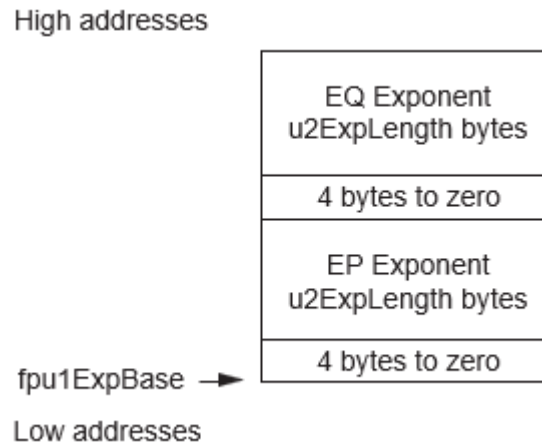 High addresses
EQ Exponent
u2ExpLength bytes
4 bytes to zero
EP Exponent
u2ExpLength bytes
4 bytes to zero
fpu1ExpBase
Low addresses